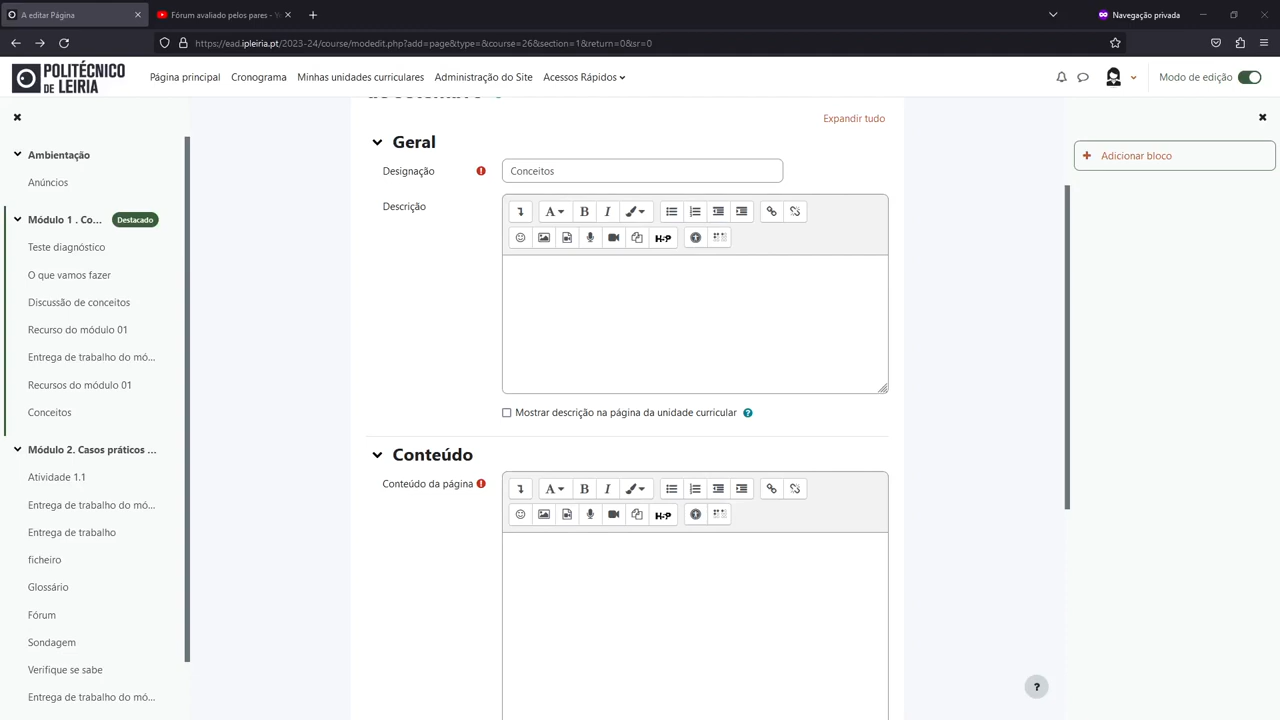 A editar Página
Fórum avaliado pelos pares - Yo
Navegação privada
https://ead.ipleiria.pt/2023-24/course/modedit.php?add=page&type=&course=26&section=1&return=0&sr=0
POLITÉCNICO
DE LEIRIA
Página principal
Cronograma
Minhas unidades curriculares
Administração do Site
Acessos Rápidos
Modo de edição
Expandir tudo
Ambientação
Anúncios
Módulo 1 . Co...
Destacado
Teste diagnóstico
O que vamos fazer
Discussão de conceitos
Recurso do módulo 01
Entrega de trabalho do mó...
Recursos do módulo 01
Conceitos
Módulo 2. Casos práticos ...
Atividade 1.1
Entrega de trabalho do mó...
Entrega de trabalho
ficheiro
Glossário
Fórum
Sondagem
Verifique se sabe
Entrega de trabalho do mó...
Geral
Designação
Conceitos
Descrição
A
B
I
H-P
Mostrar descrição na página da unidade curricular
Conteúdo
Conteúdo da página
A
B
I
H-P
Adicionar bloco
?